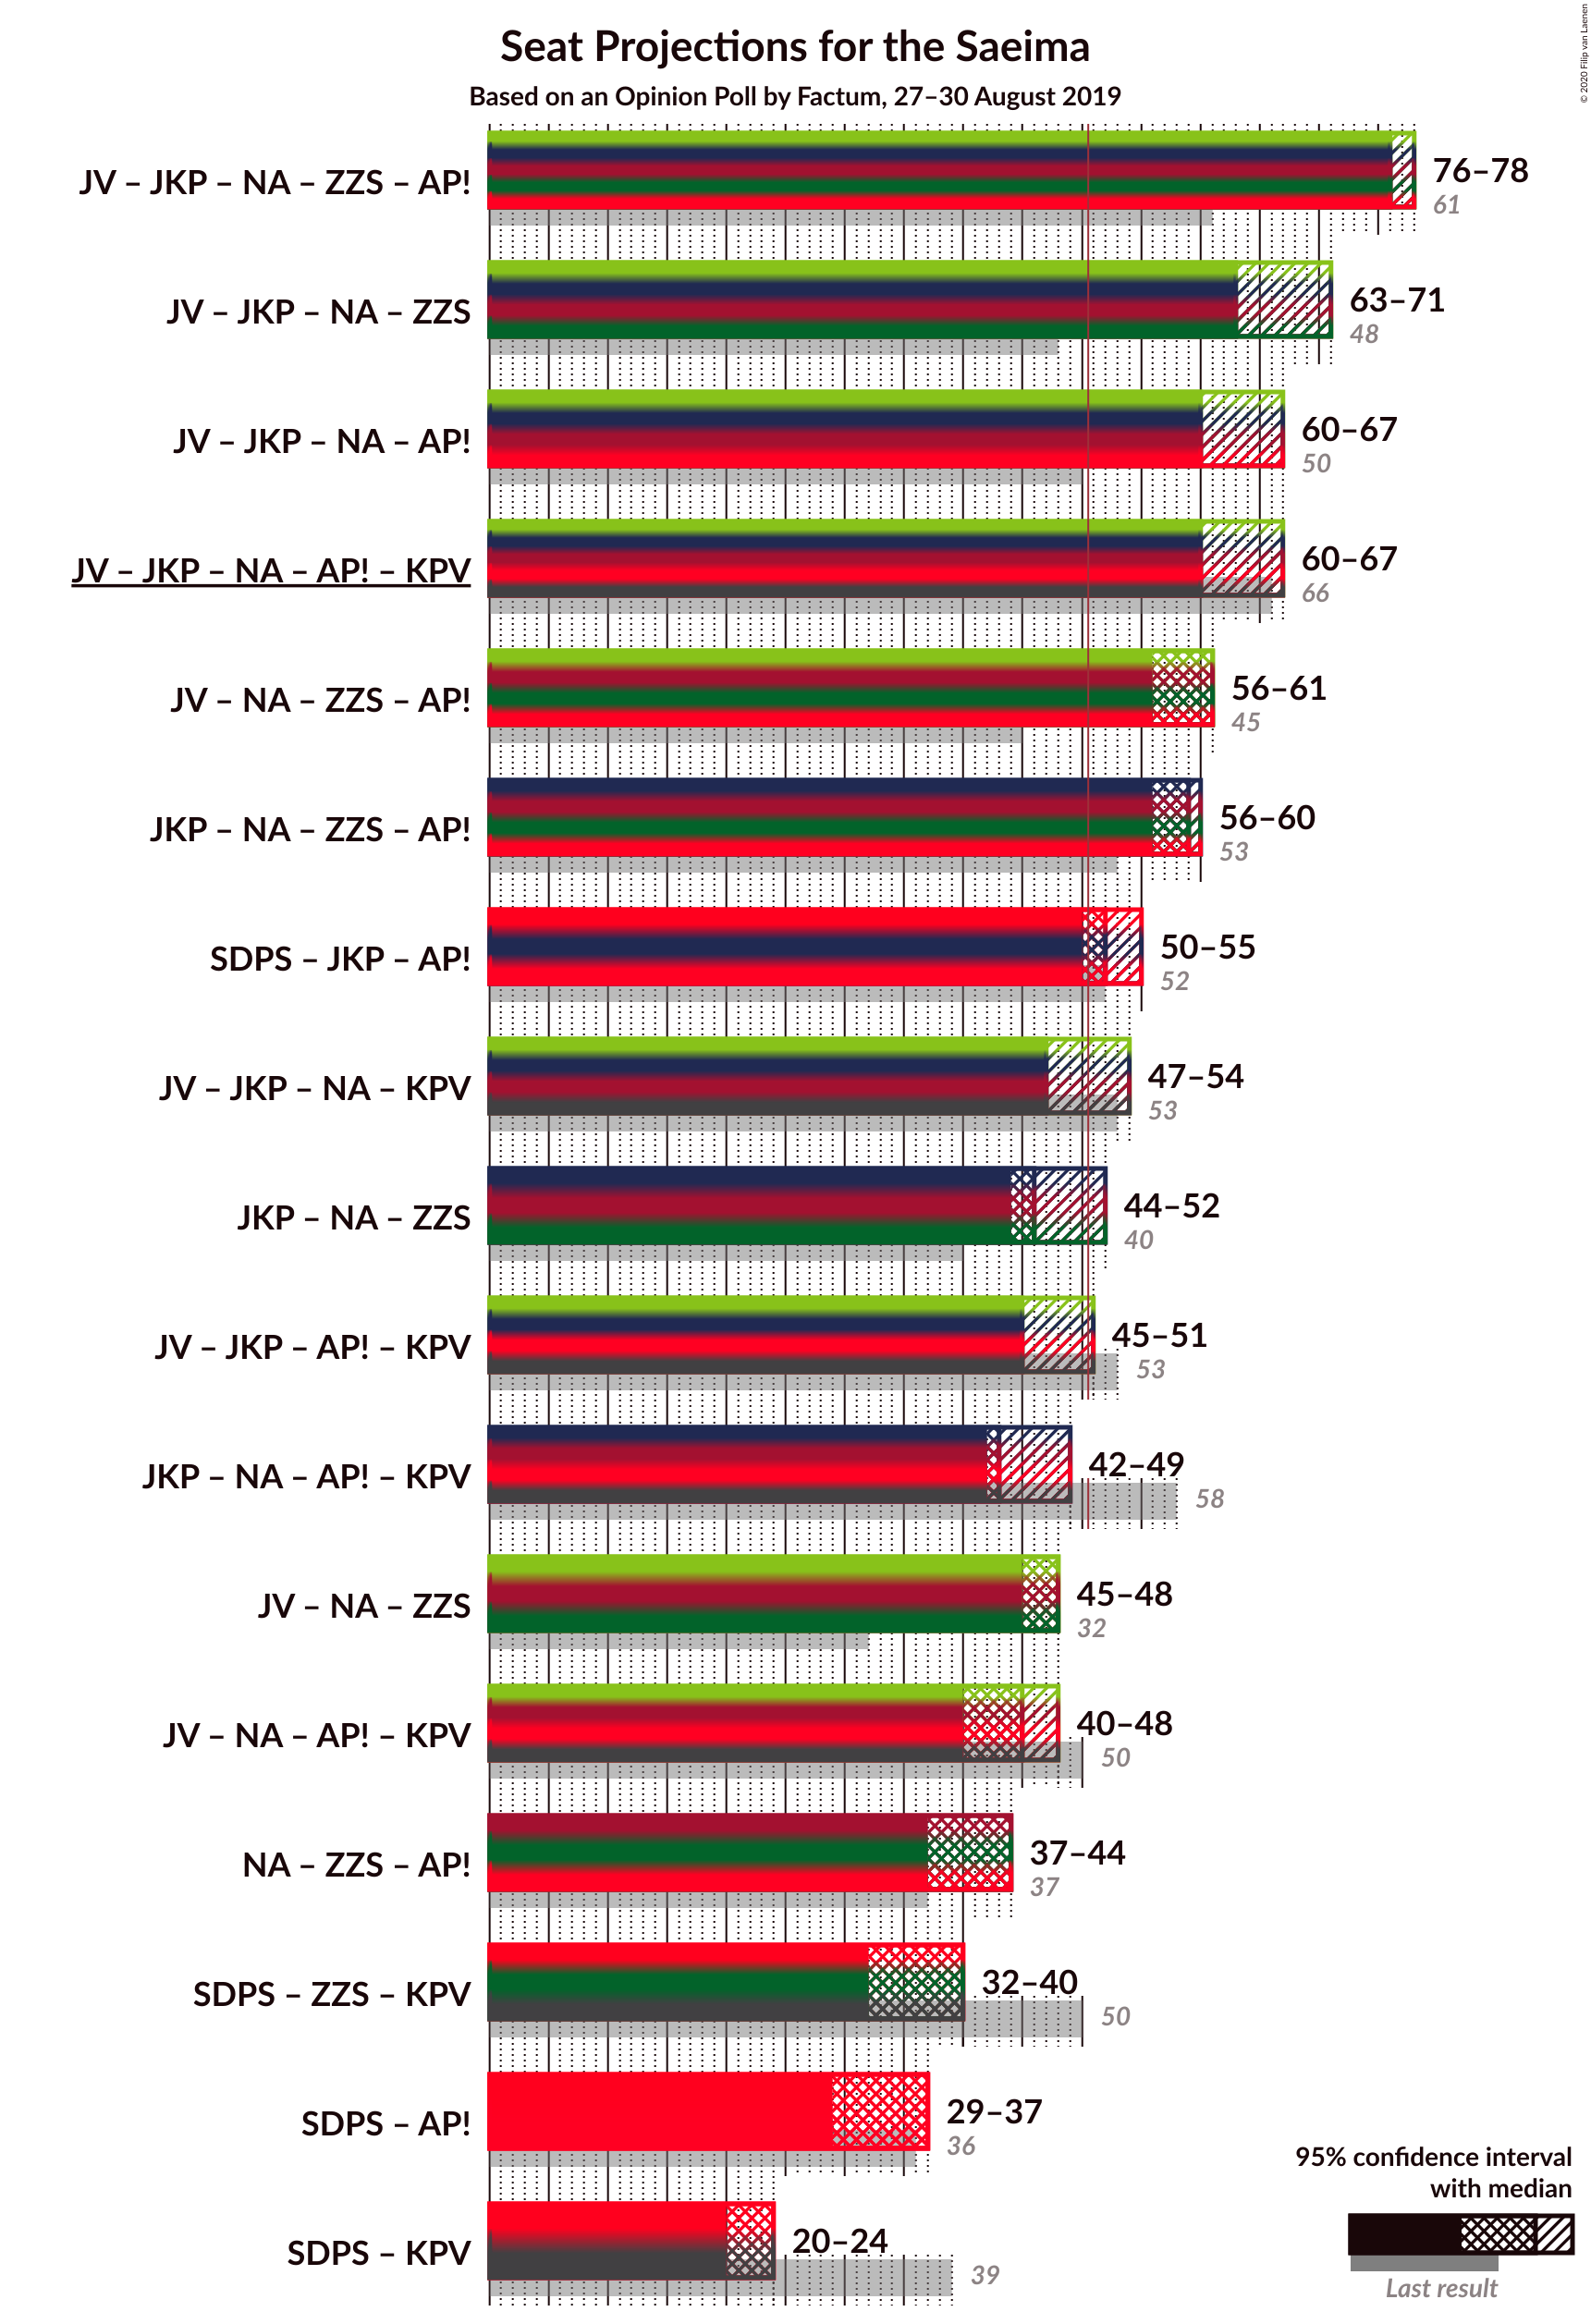 Seat Projections for the Saeima
Based on an Opinion Poll by Factum, 27–30 August 2019
© 2020 Filip van Laenen
JV – JKP – NA – ZZS – AP!
76–78
61
JV – JKP – NA – ZZS
63–71
48
JV – JKP – NA – AP!
60–67
50
JV – JKP – NA – AP! – KPV
60–67
66
JV – NA – ZZS – AP!
56–61
45
JKP – NA – ZZS – AP!
56–60
53
SDPS – JKP – AP!
50–55
52
JV – JKP – NA – KPV
47–54
53
JKP – NA – ZZS
44–52
40
JV – JKP – AP! – KPV
45–51
53
JKP – NA – AP! – KPV
42–49
58
JV – NA – ZZS
45–48
32
JV – NA – AP! – KPV
40–48
50
NA – ZZS – AP!
37–44
37
SDPS – ZZS – KPV
32–40
50
SDPS – AP!
29–37
36
SDPS – KPV
20–24
39
95% confidence interval
with median
Last result